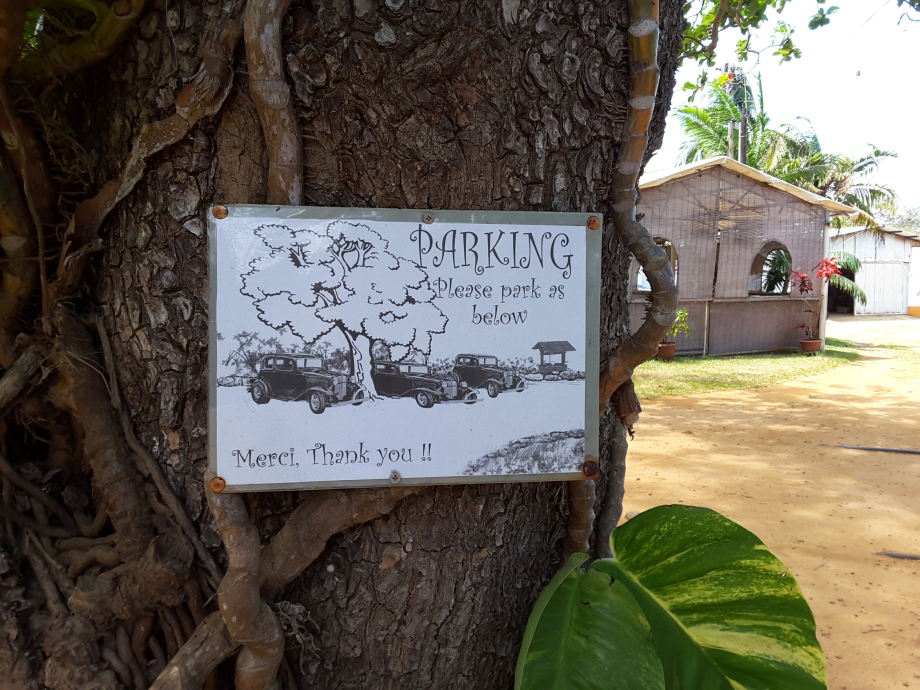 PARKING
Please park as
below
Merci, Thank you !!